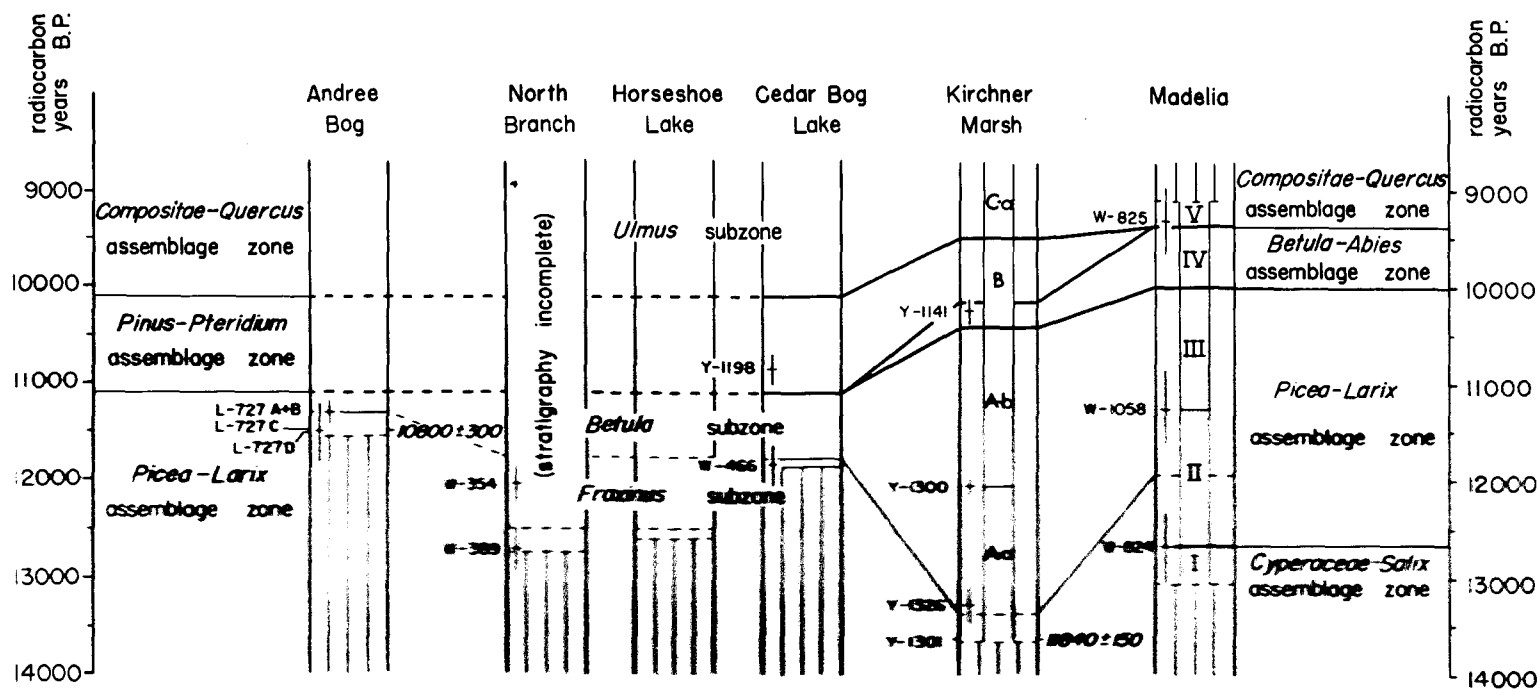 radiocarbon
years B.P.
radiocarbon
years B.P.
Andree
Bog
North
Branch
Horseshoe
Lake
Cedar Bog
Lake
Kirchner
Marsh
Madelia
9000
10000
11000
12000
13000
14000
Compositae-Quercus
assemblage zone
Pinus-Pteridium
assemblage zone
Picea-Larix
assemblage zone
L-727 A+B
L-727 C
L-727D
10800±300
(stratigraphy incomplete)
W-354
W-389
Ulmus subzone
Betula subzone
Fraxinus subzone
Y-1198
W-466
C-a
B
A-b
A-a
Y-1141
Y-1300
Y-1326
Y-1301
11840±150
W-825
W-1058
W-824
V
IV
III
II
I
Compositae-Quercus
assemblage zone
Betula-Abies
assemblage zone
Picea-Larix
assemblage zone
Cyperaceae-Salix
assemblage zone
9000
10000
11000
12000
13000
14000